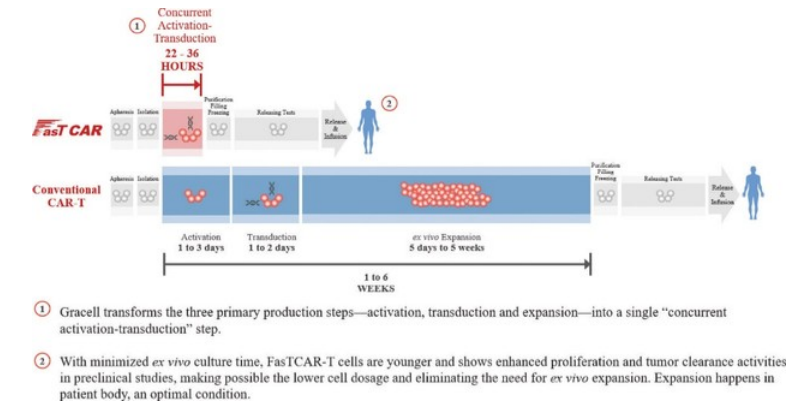 Concurrent
① Activation-
Transduction
22 - 36
HOURS
Apheresis Isolation
Purification
Filling
Freezing
Releasing Tests
FasT CAR
Release
&
Infusion
②
Conventional
CAR-T
Apheresis Isolation
Purification
Filling
Freezing
Releasing Tests
Release
&
Infusion
Activation
1 to 3 days
Transduction
1 to 2 days
ex vivo Expansion
5 days to 5 weeks
1 to 6
WEEKS
① Gracell transforms the three primary production steps—activation, transduction and expansion—into a single “concurrent
activation-transduction” step.
② With minimized ex vivo culture time, FasTCAR-T cells are younger and shows enhanced proliferation and tumor clearance activities
in preclinical studies, making possible the lower cell dosage and eliminating the need for ex vivo expansion. Expansion happens in
patient body, an optimal condition.